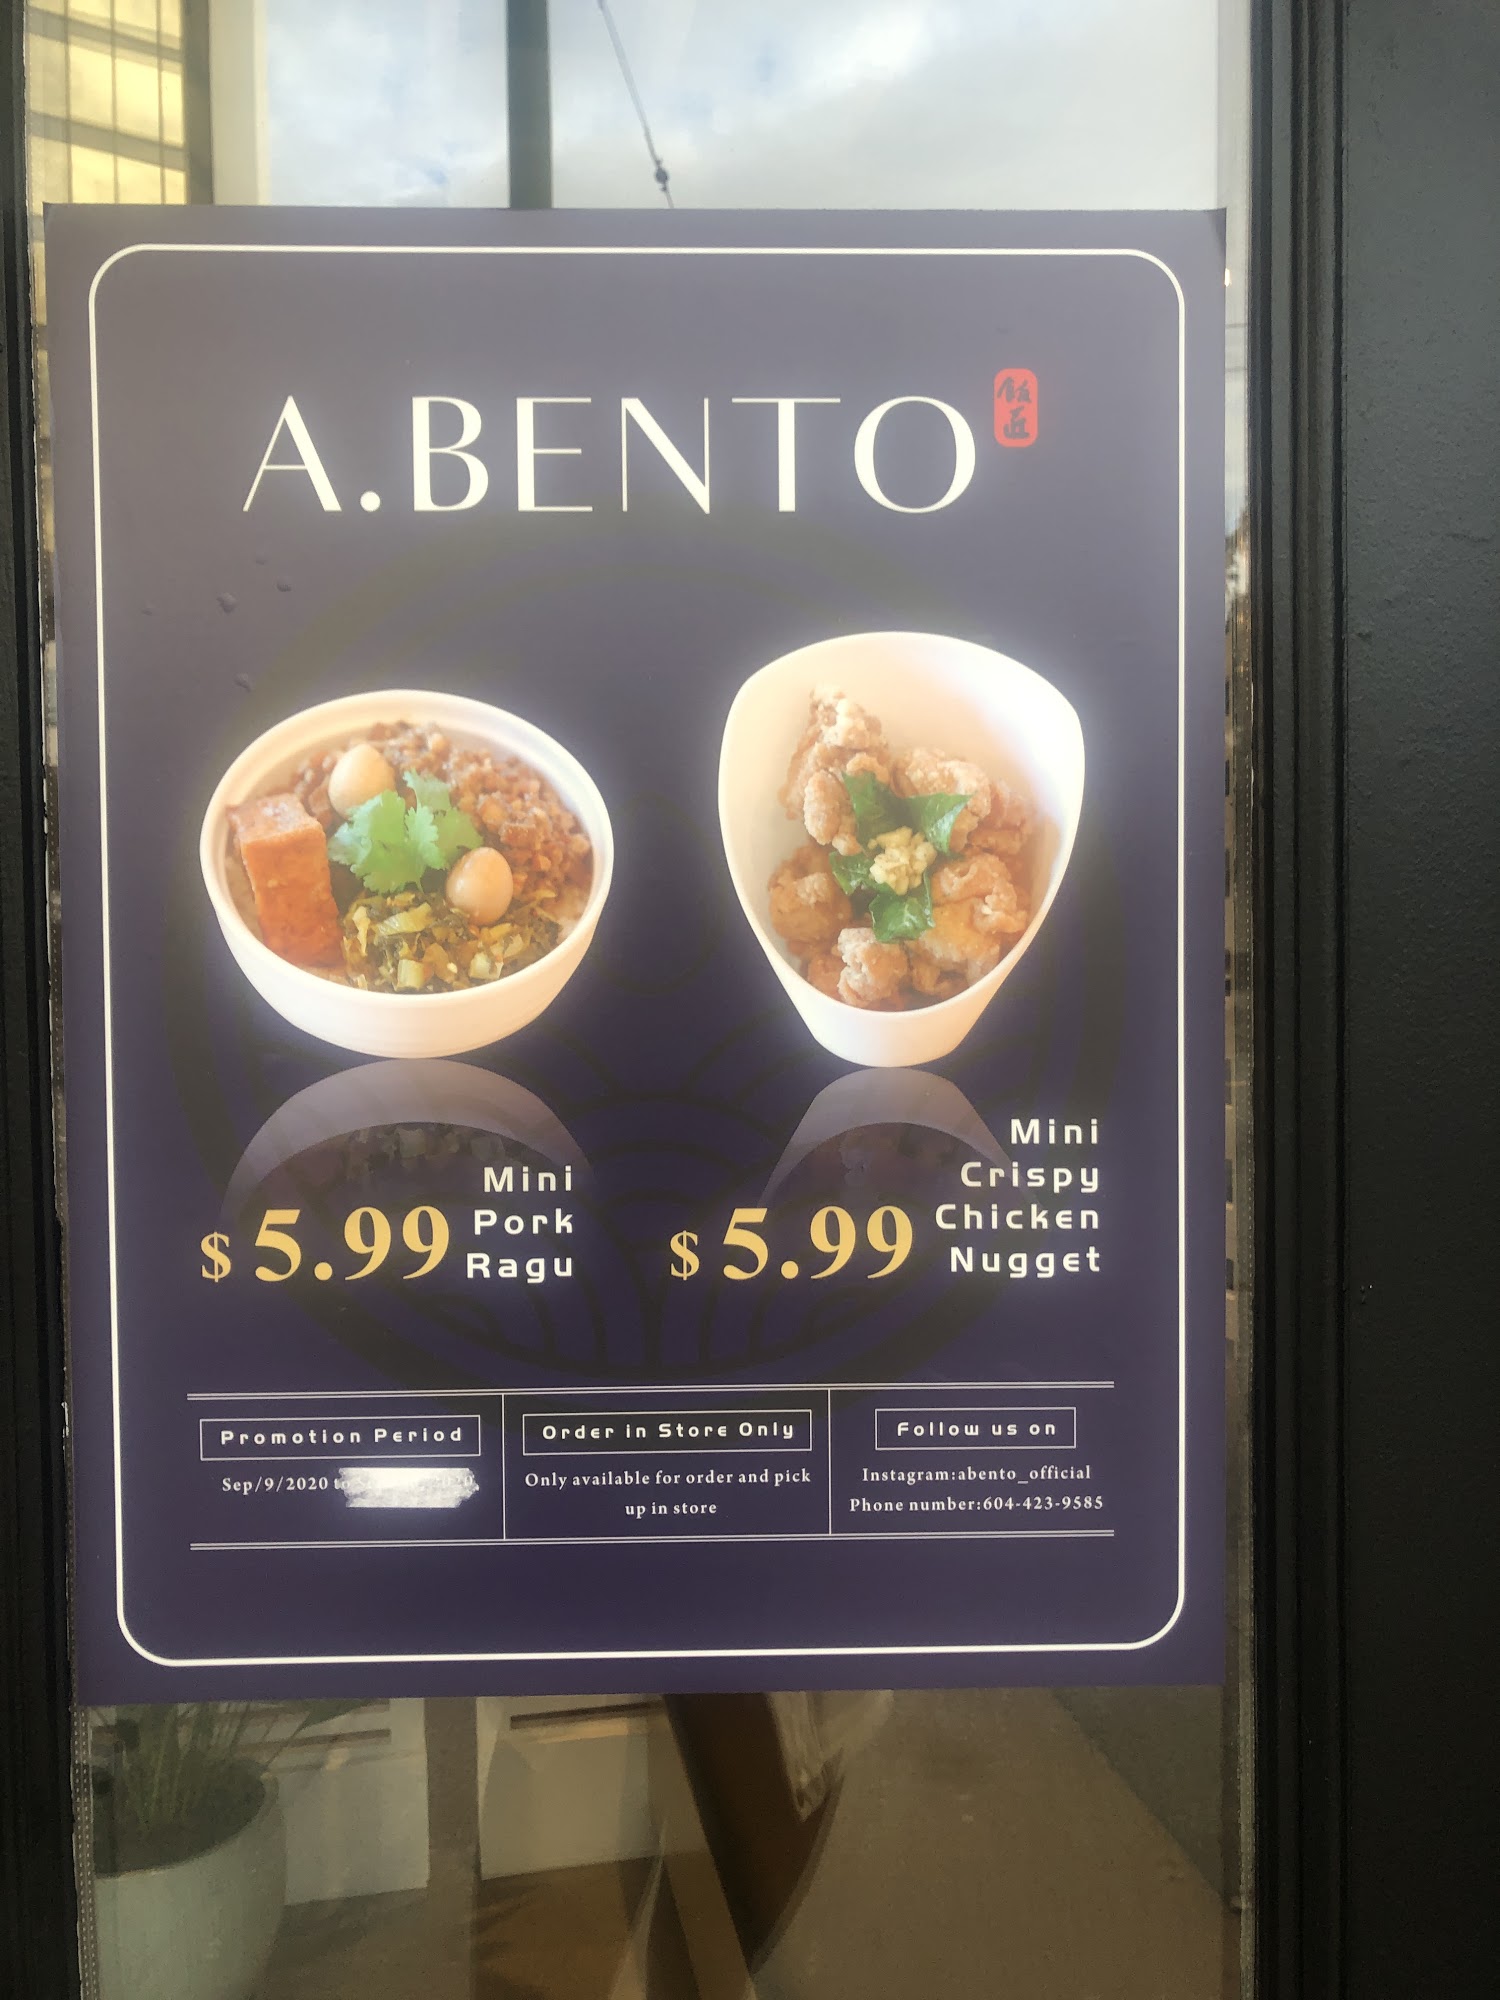 A.BENTO
飯匠
Mini
Pork
Ragu
$5.99
Mini
Crispy
Chicken
Nugget
$5.99
Promotion Period
Sep/9/2020 to
Order in Store Only
Only available for order and pick
up in store
Follow us on
Instagram:abento_official
Phone number:604-423-9585